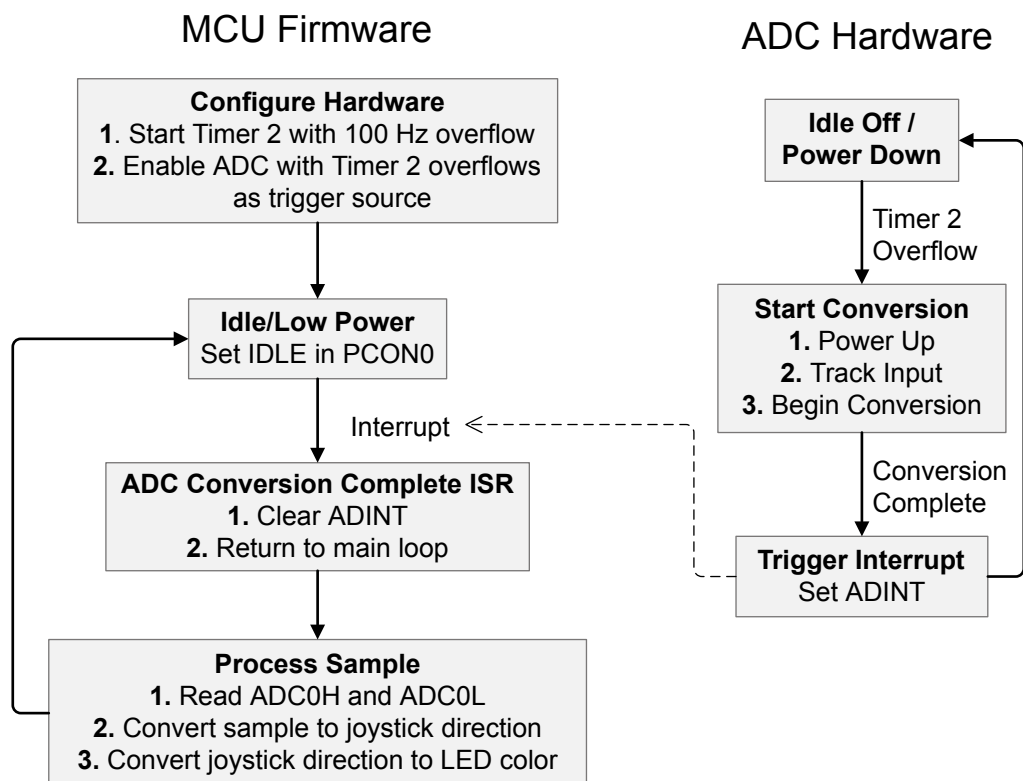 MCU Firmware
Configure Hardware
1. Start Timer 2 with 100 Hz overflow
2. Enable ADC with Timer 2 overflows
as trigger source
Idle/Low Power
Set IDLE in PCON0
Interrupt
ADC Conversion Complete ISR
1. Clear ADINT
2. Return to main loop
Process Sample
1. Read ADC0H and ADC0L
2. Convert sample to joystick direction
3. Convert joystick direction to LED color
ADC Hardware
Idle Off /
Power Down
Timer 2
Overflow
Start Conversion
1. Power Up
2. Track Input
3. Begin Conversion
Conversion
Complete
Trigger Interrupt
Set ADINT